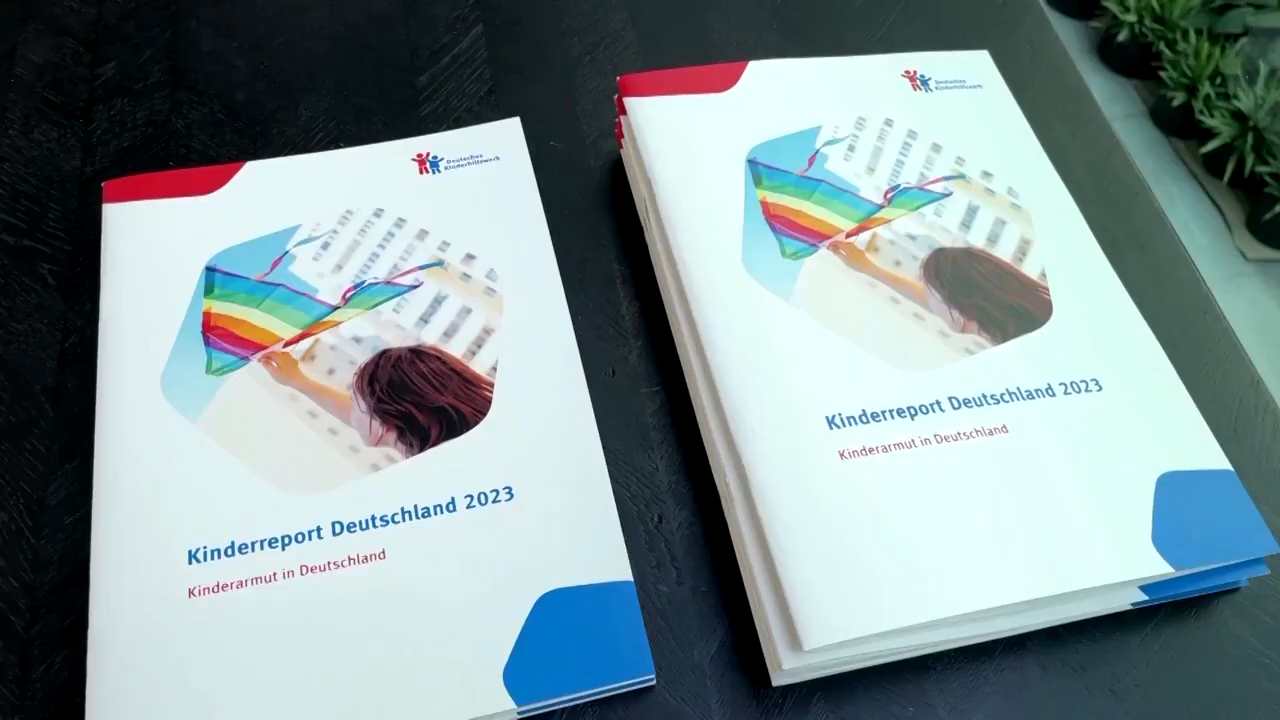 Deutsches
Kinderhilfswerk
Kinderreport Deutschland 2023
Kinderarmut in Deutschland
Deutsches
Kinderhilfswerk
Kinderreport Deutschland 2023
Kinderarmut in Deutschland